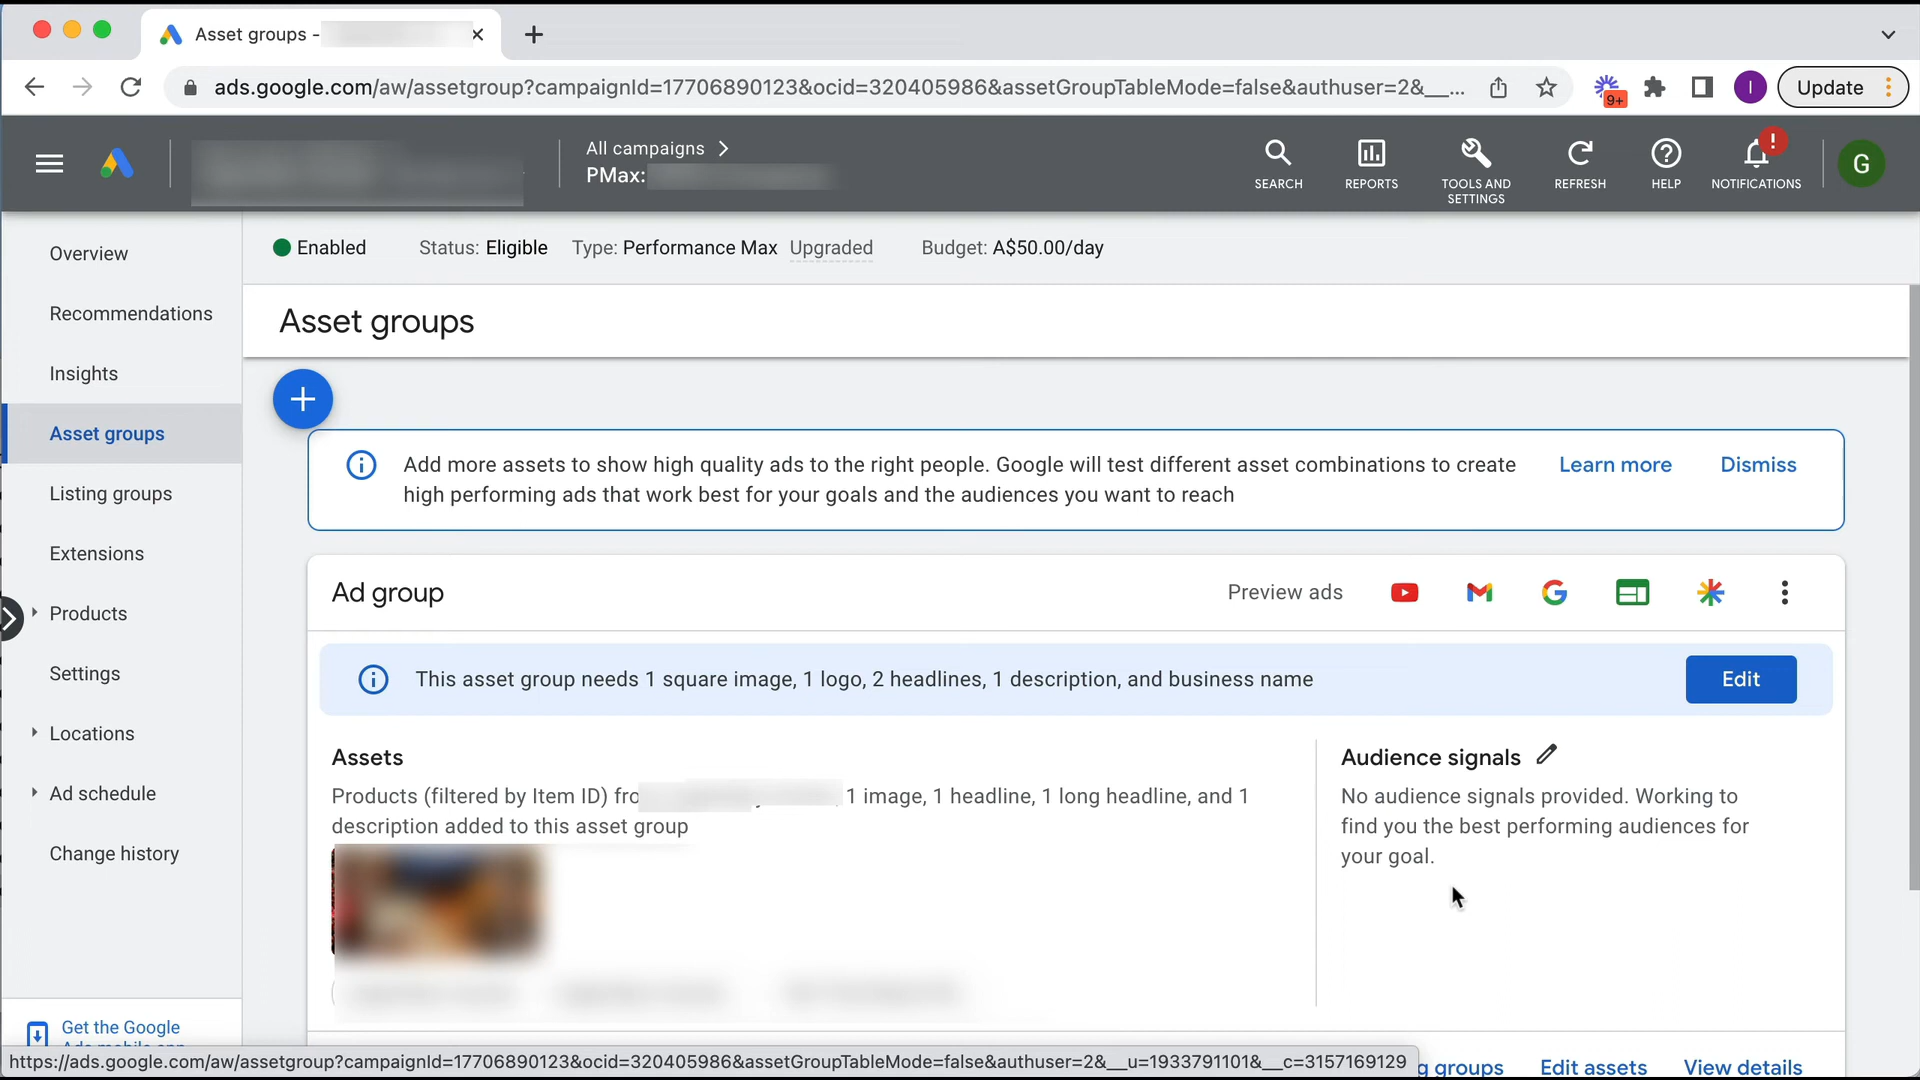 Asset groups -
ads.google.com/aw/assetgroup?campaignId=17706890123&ocid=320405986&assetGroupTableMode=false&authuser=2&__...
9+
I
Update
All campaigns
PMax:
SEARCH
REPORTS
TOOLS AND
SETTINGS
REFRESH
HELP
!
NOTIFICATIONS
G
Overview
Recommendations
Insights
Asset groups
Listing groups
Extensions
Products
Settings
Locations
Ad schedule
Change history
Get the Google
Ads mobile app
Enabled
Status: Eligible
Type: Performance Max Upgraded
Budget: A$50.00/day
Asset groups
Add more assets to show high quality ads to the right people. Google will test different asset combinations to create
high performing ads that work best for your goals and the audiences you want to reach
Learn more
Dismiss
Ad group
Preview ads
This asset group needs 1 square image, 1 logo, 2 headlines, 1 description, and business name
Edit
Assets
Products (filtered by Item ID) fro , 1 image, 1 headline, 1 long headline, and 1
description added to this asset group
Audience signals
No audience signals provided. Working to
find you the best performing audiences for
your goal.
g groups
Edit assets
View details
https://ads.google.com/aw/assetgroup?campaignId=17706890123&ocid=320405986&assetGroupTableMode=false&authuser=2&__u=1933791101&__c=3157169129